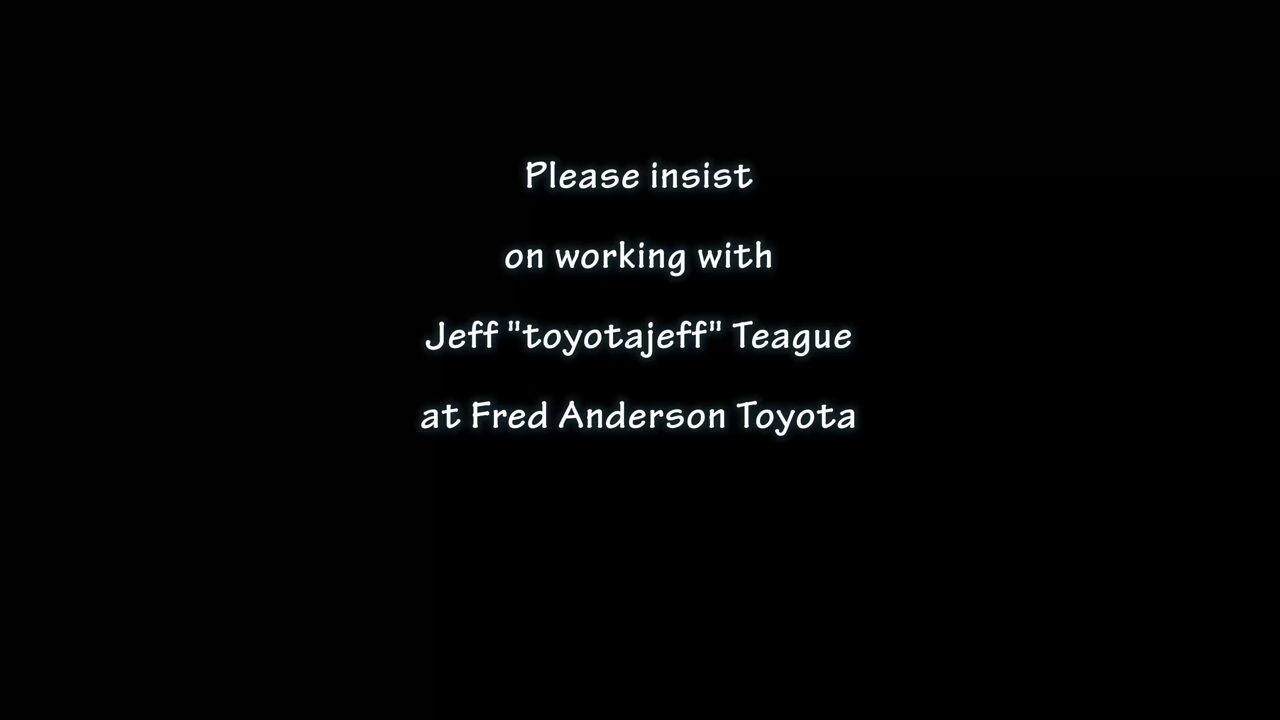 Please insist
on working with
Jeff "toyotajeff" Teague
at Fred Anderson Toyota